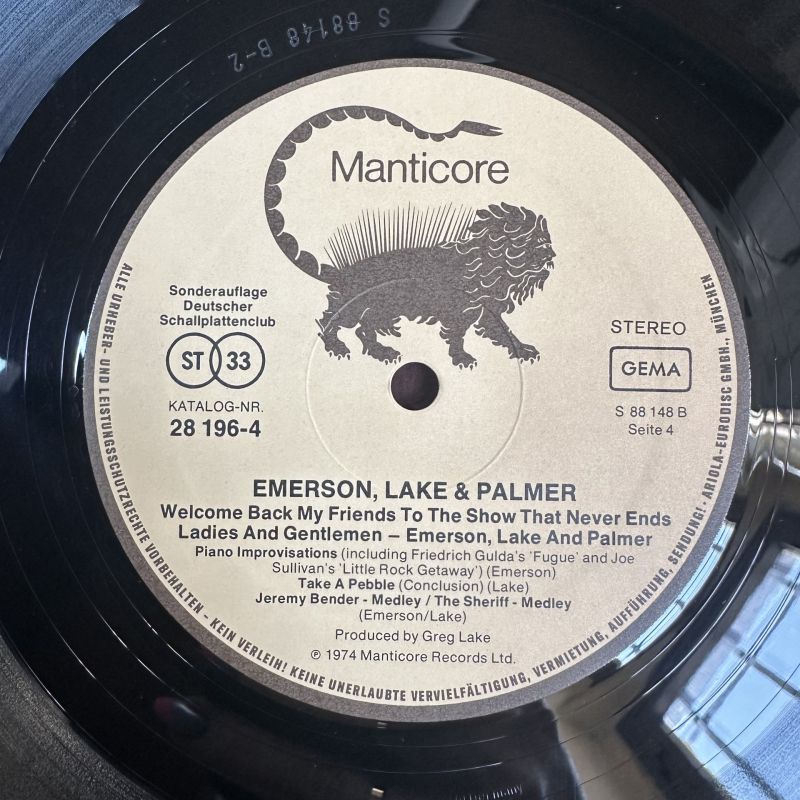 S 88148 B-2
Manticore
Sonderauflage
Deutscher
Schallplattenclub
ST 33
KATALOG-NR.
28 196-4
STEREO
GEMA
S 88 148 B
Seite 4
EMERSON, LAKE & PALMER
Welcome Back My Friends To The Show That Never Ends
Ladies And Gentlemen – Emerson, Lake And Palmer
Piano Improvisations (including Friedrich Gulda's 'Fugue' and Joe
Sullivan's 'Little Rock Getaway') (Emerson)
Take A Pebble (Conclusion) (Lake)
Jeremy Bender - Medley / The Sheriff - Medley
(Emerson/Lake)
Produced by Greg Lake
℗ 1974 Manticore Records Ltd.
ALLE URHEBER- UND LEISTUNGSSCHUTZRECHTE VORBEHALTEN - KEIN VERLEIH! KEINE UNERLAUBTE VERVIELFÄLTIGUNG, VERMIETUNG, AUFFÜHRUNG, SENDUNG! · ARIOLA-EURODISC GMBH., MÜNCHEN